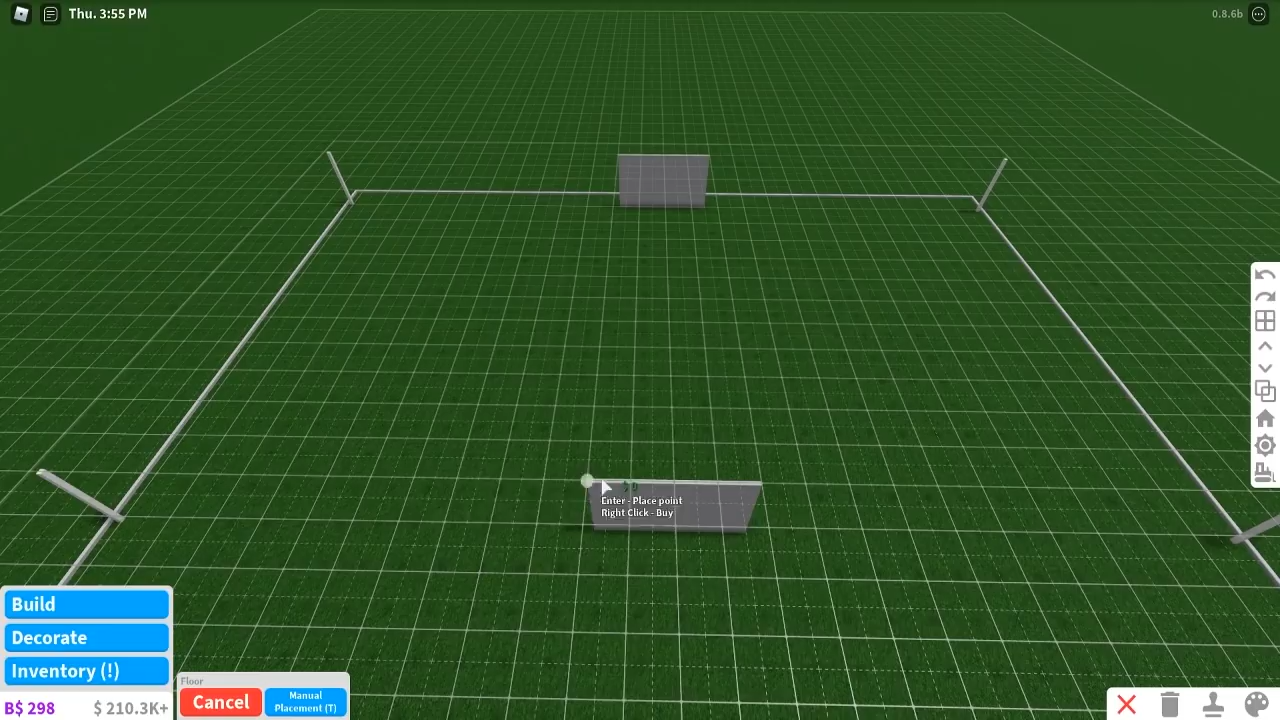 Thu. 3:55 PM
0.8.6b
$ 0
Enter - Place point
Right Click - Buy
Build
Decorate
Inventory (!)
B$ 298
$ 210.3K+
Floor
Cancel
Manual
Placement (T)